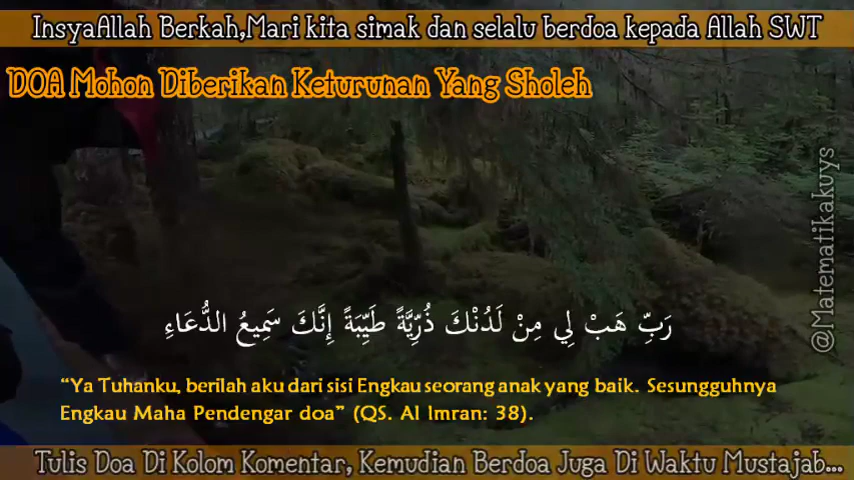 InsyaAllah Berkah,Mari kita simak dan selalu berdoa kepada Allah SWT
DOA Mohon Diberikan Keturunan Yang Sholeh
@Matematikakuys
رَبِّ هَبْ لِي مِنْ لَدُنْكَ ذُرِّيَّةً طَيِّبَةً إِنَّكَ سَمِيعُ الدُّعَاءِ
“Ya Tuhanku, berilah aku dari sisi Engkau seorang anak yang baik. Sesungguhnya
Engkau Maha Pendengar doa” (QS. Al Imran: 38).
Tulis Doa Di Kolom Komentar, Kemudian Berdoa Juga Di Waktu Mustajab...